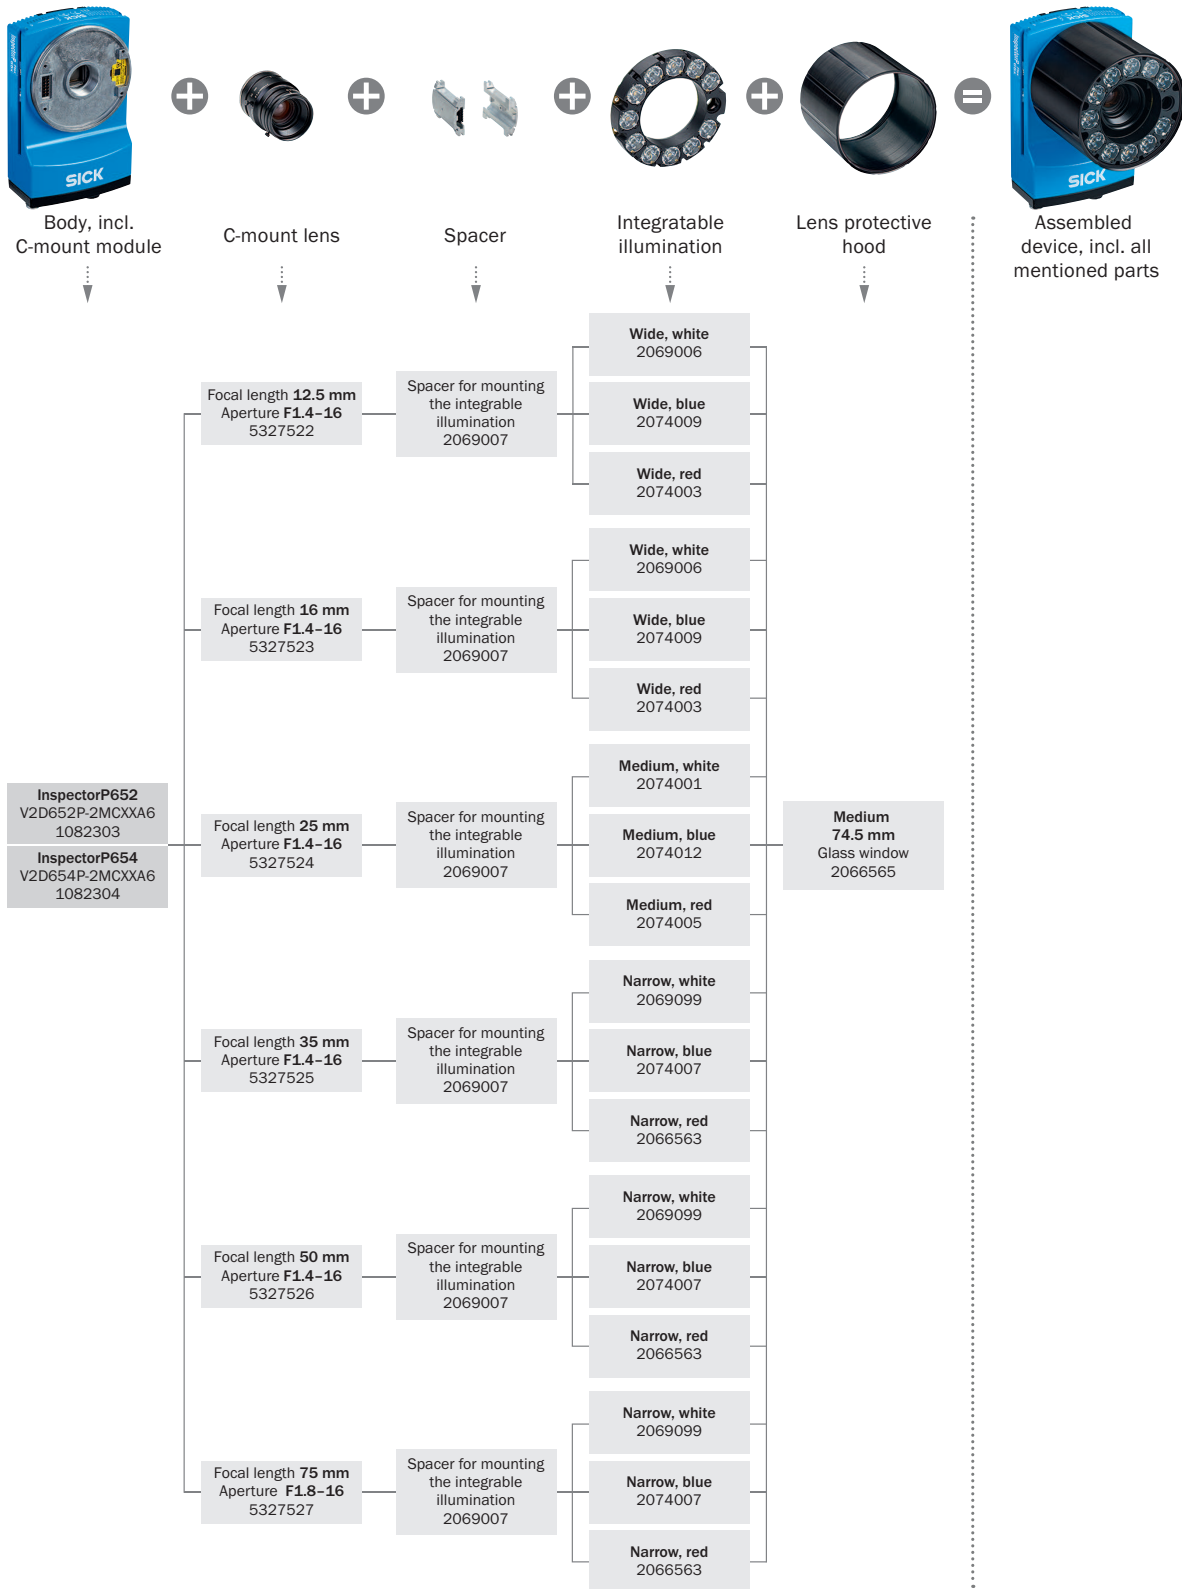 SICK
SICK
Body, incl.
C-mount module
C-mount lens
Spacer
Integratable
illumination
Lens protective
hood
Assembled
device, incl. all
mentioned parts
InspectorP652
V2D652P-2MCXXA6
1082303
InspectorP654
V2D654P-2MCXXA6
1082304
Focal length 12.5 mm
Aperture F1.4–16
5327522
Spacer for mounting
the integrable
illumination
2069007
Wide, white
2069006
Wide, blue
2074009
Wide, red
2074003
Focal length 16 mm
Aperture F1.4–16
5327523
Spacer for mounting
the integrable
illumination
2069007
Wide, white
2069006
Wide, blue
2074009
Wide, red
2074003
Focal length 25 mm
Aperture F1.4–16
5327524
Spacer for mounting
the integrable
illumination
2069007
Medium, white
2074001
Medium, blue
2074012
Medium, red
2074005
Focal length 35 mm
Aperture F1.4–16
5327525
Spacer for mounting
the integrable
illumination
2069007
Narrow, white
2069099
Narrow, blue
2074007
Narrow, red
2066563
Focal length 50 mm
Aperture F1.4–16
5327526
Spacer for mounting
the integrable
illumination
2069007
Narrow, white
2069099
Narrow, blue
2074007
Narrow, red
2066563
Focal length 75 mm
Aperture F1.8–16
5327527
Spacer for mounting
the integrable
illumination
2069007
Narrow, white
2069099
Narrow, blue
2074007
Narrow, red
2066563
Medium
74.5 mm
Glass window
2066565